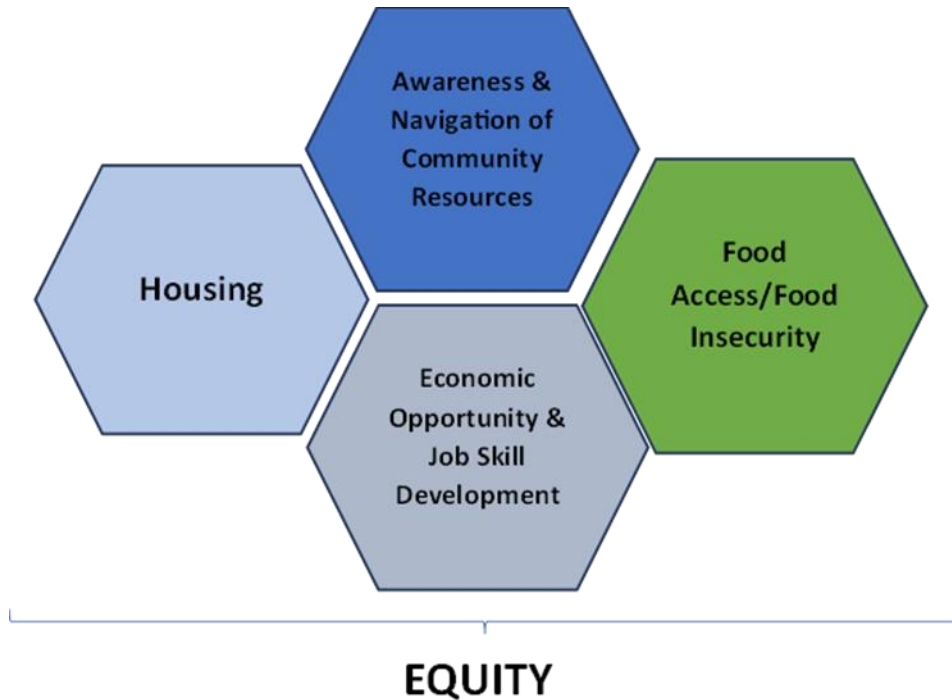 Awareness &
Navigation of
Community
Resources
Housing
Food
Access/Food
Insecurity
Economic
Opportunity &
Job Skill
Development
EQUITY